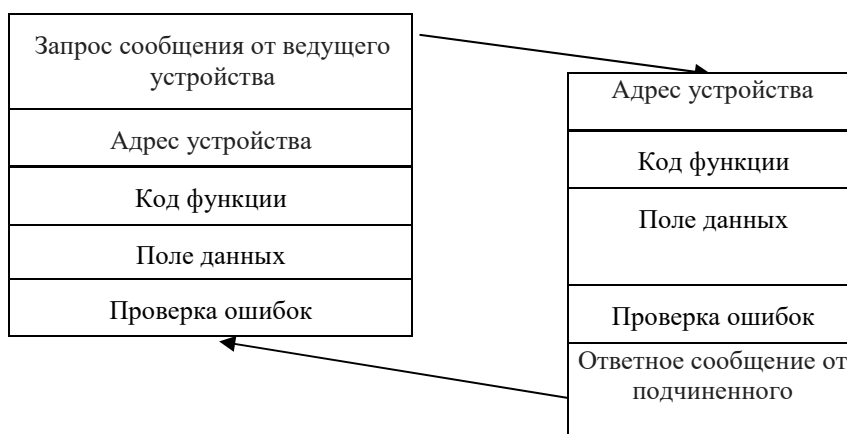 Запрос сообщения от ведущего
устройства
Адрес устройства
Код функции
Поле данных
Проверка ошибок
Адрес устройства
Код функции
Поле данных
Проверка ошибок
Ответное сообщение от
подчиненного